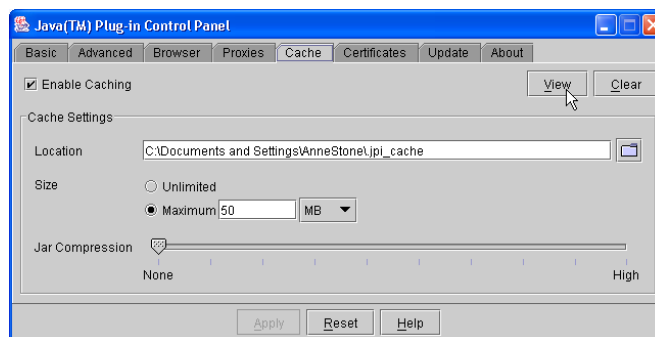 Java(TM) Plug-in Control Panel
Basic Advanced Browser Proxies Cache Certificates Update About
Enable Caching View Clear
Cache Settings
Location C:\Documents and Settings\AnneStone\.jpi_cache
Size Unlimited
Maximum 50 MB
Jar Compression
None High
Apply Reset Help